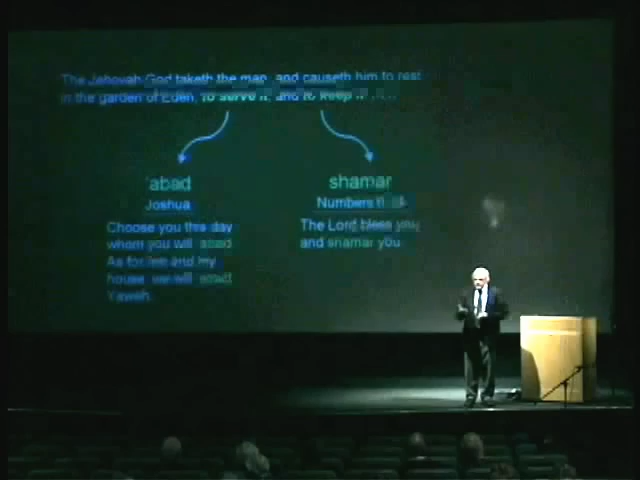 The Jehovah God taketh the man, and causeth him to rest
in the garden of Eden, to serve it, and to keep it
'abad
shamar
Joshua
Numbers
Choose you this day
whom you will abad
As for me and my
house, we will abad
Yaweh.
The Lord bless you
and shamar you